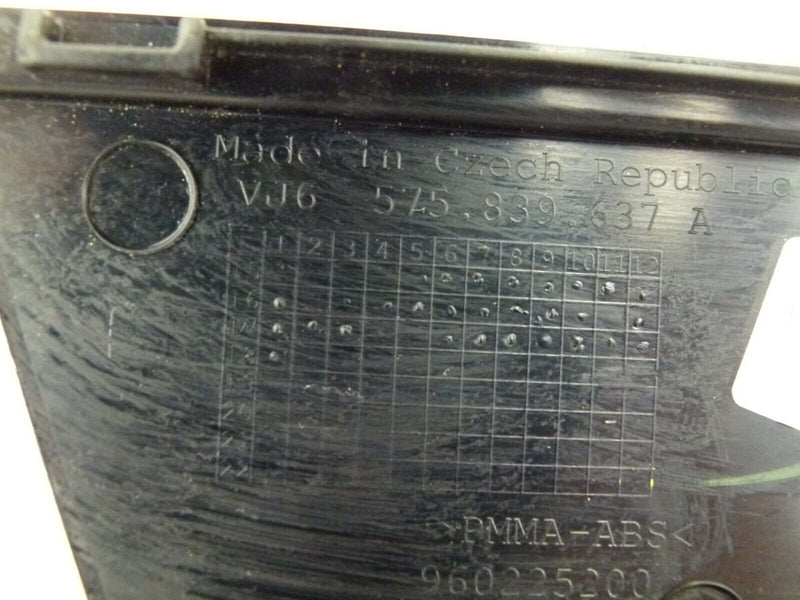 Made in Czech Republic
VJ6 575.839.637 A
1 2 3 4 5 6 7 8 9 10 11 12
>PMMA-ABS<
960225200